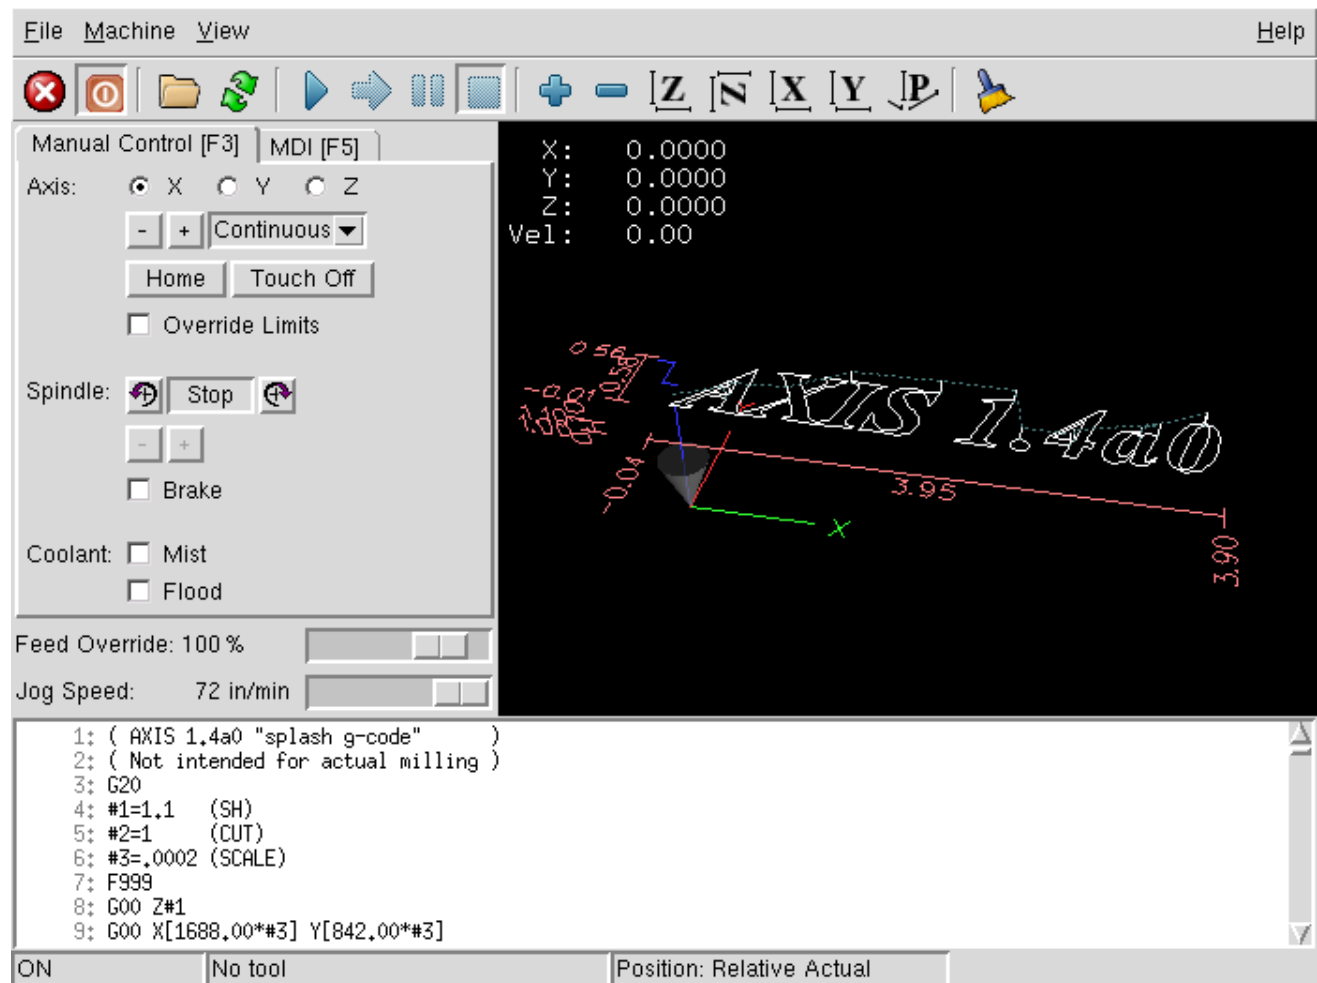 File Machine View Help
Z N X Y P
Manual Control [F3] MDI [F5]
Axis: X Y Z
- + Continuous
Home Touch Off
Override Limits
Spindle: Stop
- +
Brake
Coolant: Mist
Flood
Feed Override: 100 %
Jog Speed: 72 in/min
X: 0.0000
Y: 0.0000
Z: 0.0000
Vel: 0.00
0.56
Z
AXIS 1.4a0
-0.04
3.95
X
3.90
1: ( AXIS 1.4a0 "splash g-code" )
2: ( Not intended for actual milling )
3: G20
4: #1=1.1 (SH)
5: #2=1 (CUT)
6: #3=.0002 (SCALE)
7: F999
8: G00 Z#1
9: G00 X[1688.00*#3] Y[842.00*#3]
ON No tool Position: Relative Actual